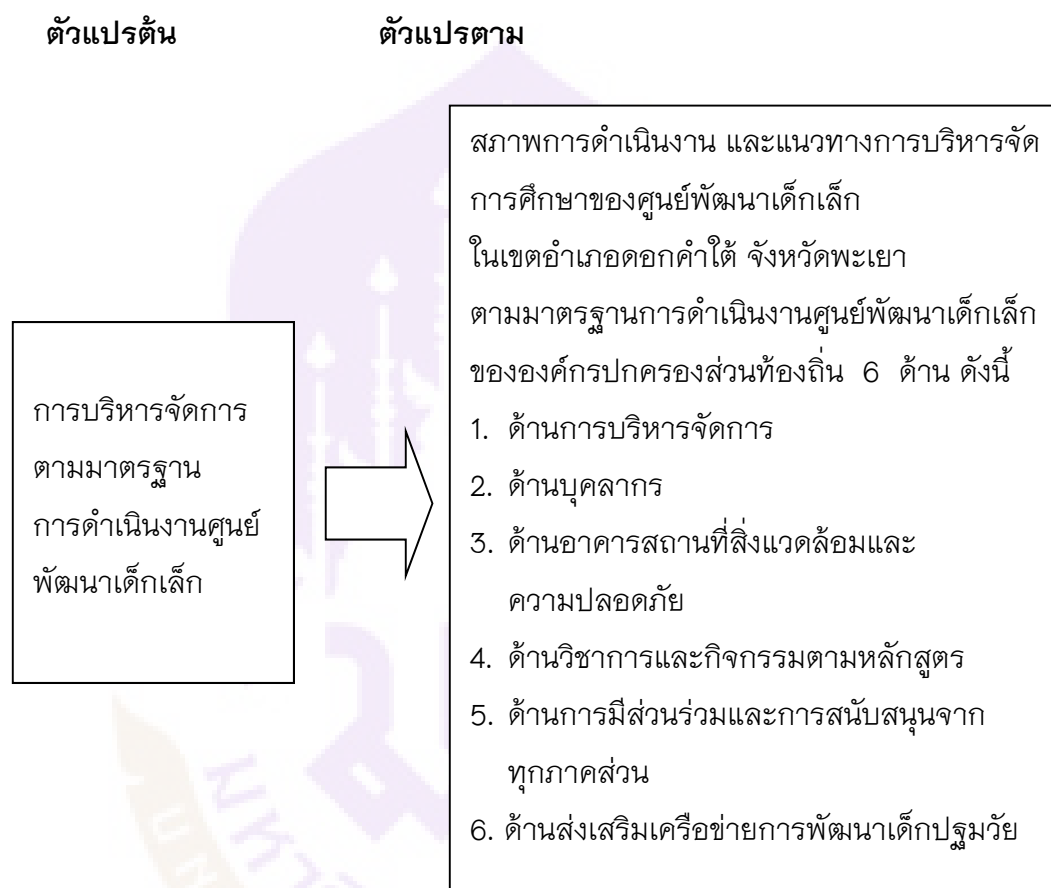 ตัวแปรต้น ตัวแปรตาม
การบริหารจัดการ
ตามมาตรฐาน
การดำเนินงานศูนย์
พัฒนาเด็กเล็ก
สภาพการดำเนินงาน และแนวทางการบริหารจัด
การศึกษาของศูนย์พัฒนาเด็กเล็ก
ในเขตอำเภอดอกคำใต้ จังหวัดพะเยา
ตามมาตรฐานการดำเนินงานศูนย์พัฒนาเด็กเล็ก
ขององค์กรปกครองส่วนท้องถิ่น 6 ด้าน ดังนี้
1. ด้านการบริหารจัดการ
2. ด้านบุคลากร
3. ด้านอาคารสถานที่สิ่งแวดล้อมและ
ความปลอดภัย
4. ด้านวิชาการและกิจกรรมตามหลักสูตร
5. ด้านการมีส่วนร่วมและการสนับสนุนจาก
ทุกภาคส่วน
6. ด้านส่งเสริมเครือข่ายการพัฒนาเด็กปฐมวัย